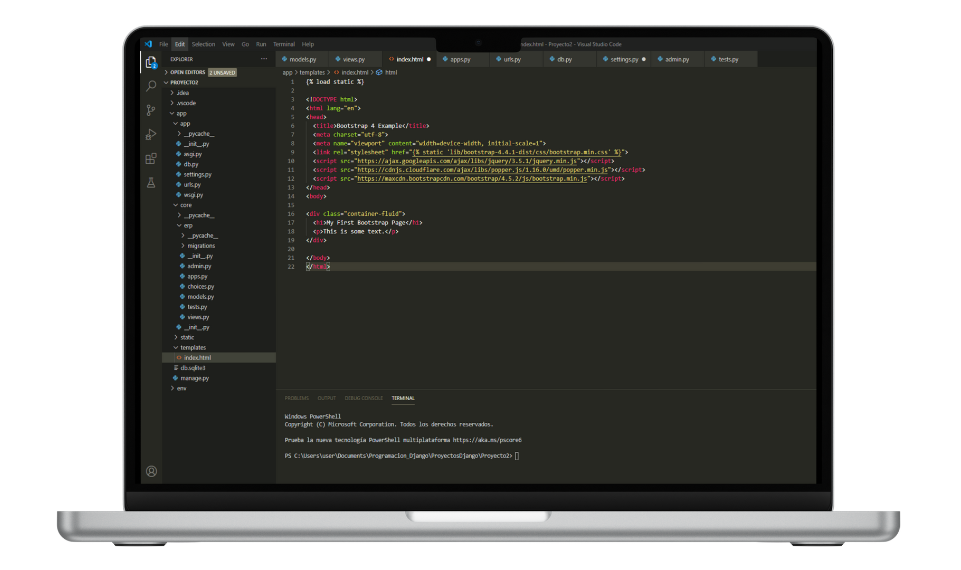 File Edit Selection View Go Run Terminal Help
index.html - Proyecto2 - Visual Studio Code
EXPLORER
models.py views.py index.html apps.py urls.py db.py settings.py admin.py tests.py
OPEN EDITORS 2 UNSAVED
PROYECTO2
.idea
.vscode
app
app
__pycache__
__init__.py
asgi.py
db.py
settings.py
urls.py
wsgi.py
core
__pycache__
erp
__pycache__
migrations
__init__.py
admin.py
apps.py
choices.py
models.py
tests.py
views.py
__init__.py
static
templates
index.html
db.sqlite3
manage.py
env
app > templates > index.html > html
1 {% load static %}
2
3 <!DOCTYPE html>
4 <html lang="en">
5 <head>
6 <title>Bootstrap 4 Example</title>
7 <meta charset="utf-8">
8 <meta name="viewport" content="width=device-width, initial-scale=1">
9 <link rel="stylesheet" href="{% static 'lib/bootstrap-4.4.1-dist/css/bootstrap.min.css' %}">
10 <script src="https://ajax.googleapis.com/ajax/libs/jquery/3.5.1/jquery.min.js"></script>
11 <script src="https://cdnjs.cloudflare.com/ajax/libs/popper.js/1.16.0/umd/popper.min.js"></script>
12 <script src="https://maxcdn.bootstrapcdn.com/bootstrap/4.5.2/js/bootstrap.min.js"></script>
13 </head>
14 <body>
15
16 <div class="container-fluid">
17 <h1>My First Bootstrap Page</h1>
18 <p>This is some text.</p>
19 </div>
20
21 </body>
22 </html>
PROBLEMS OUTPUT DEBUG CONSOLE TERMINAL
Windows PowerShell
Copyright (C) Microsoft Corporation. Todos los derechos reservados.
Prueba la nueva tecnología PowerShell multiplataforma https://aka.ms/pscore6
PS C:\Users\user\Documents\Programacion_Django\ProyectosDjango\Proyecto2>